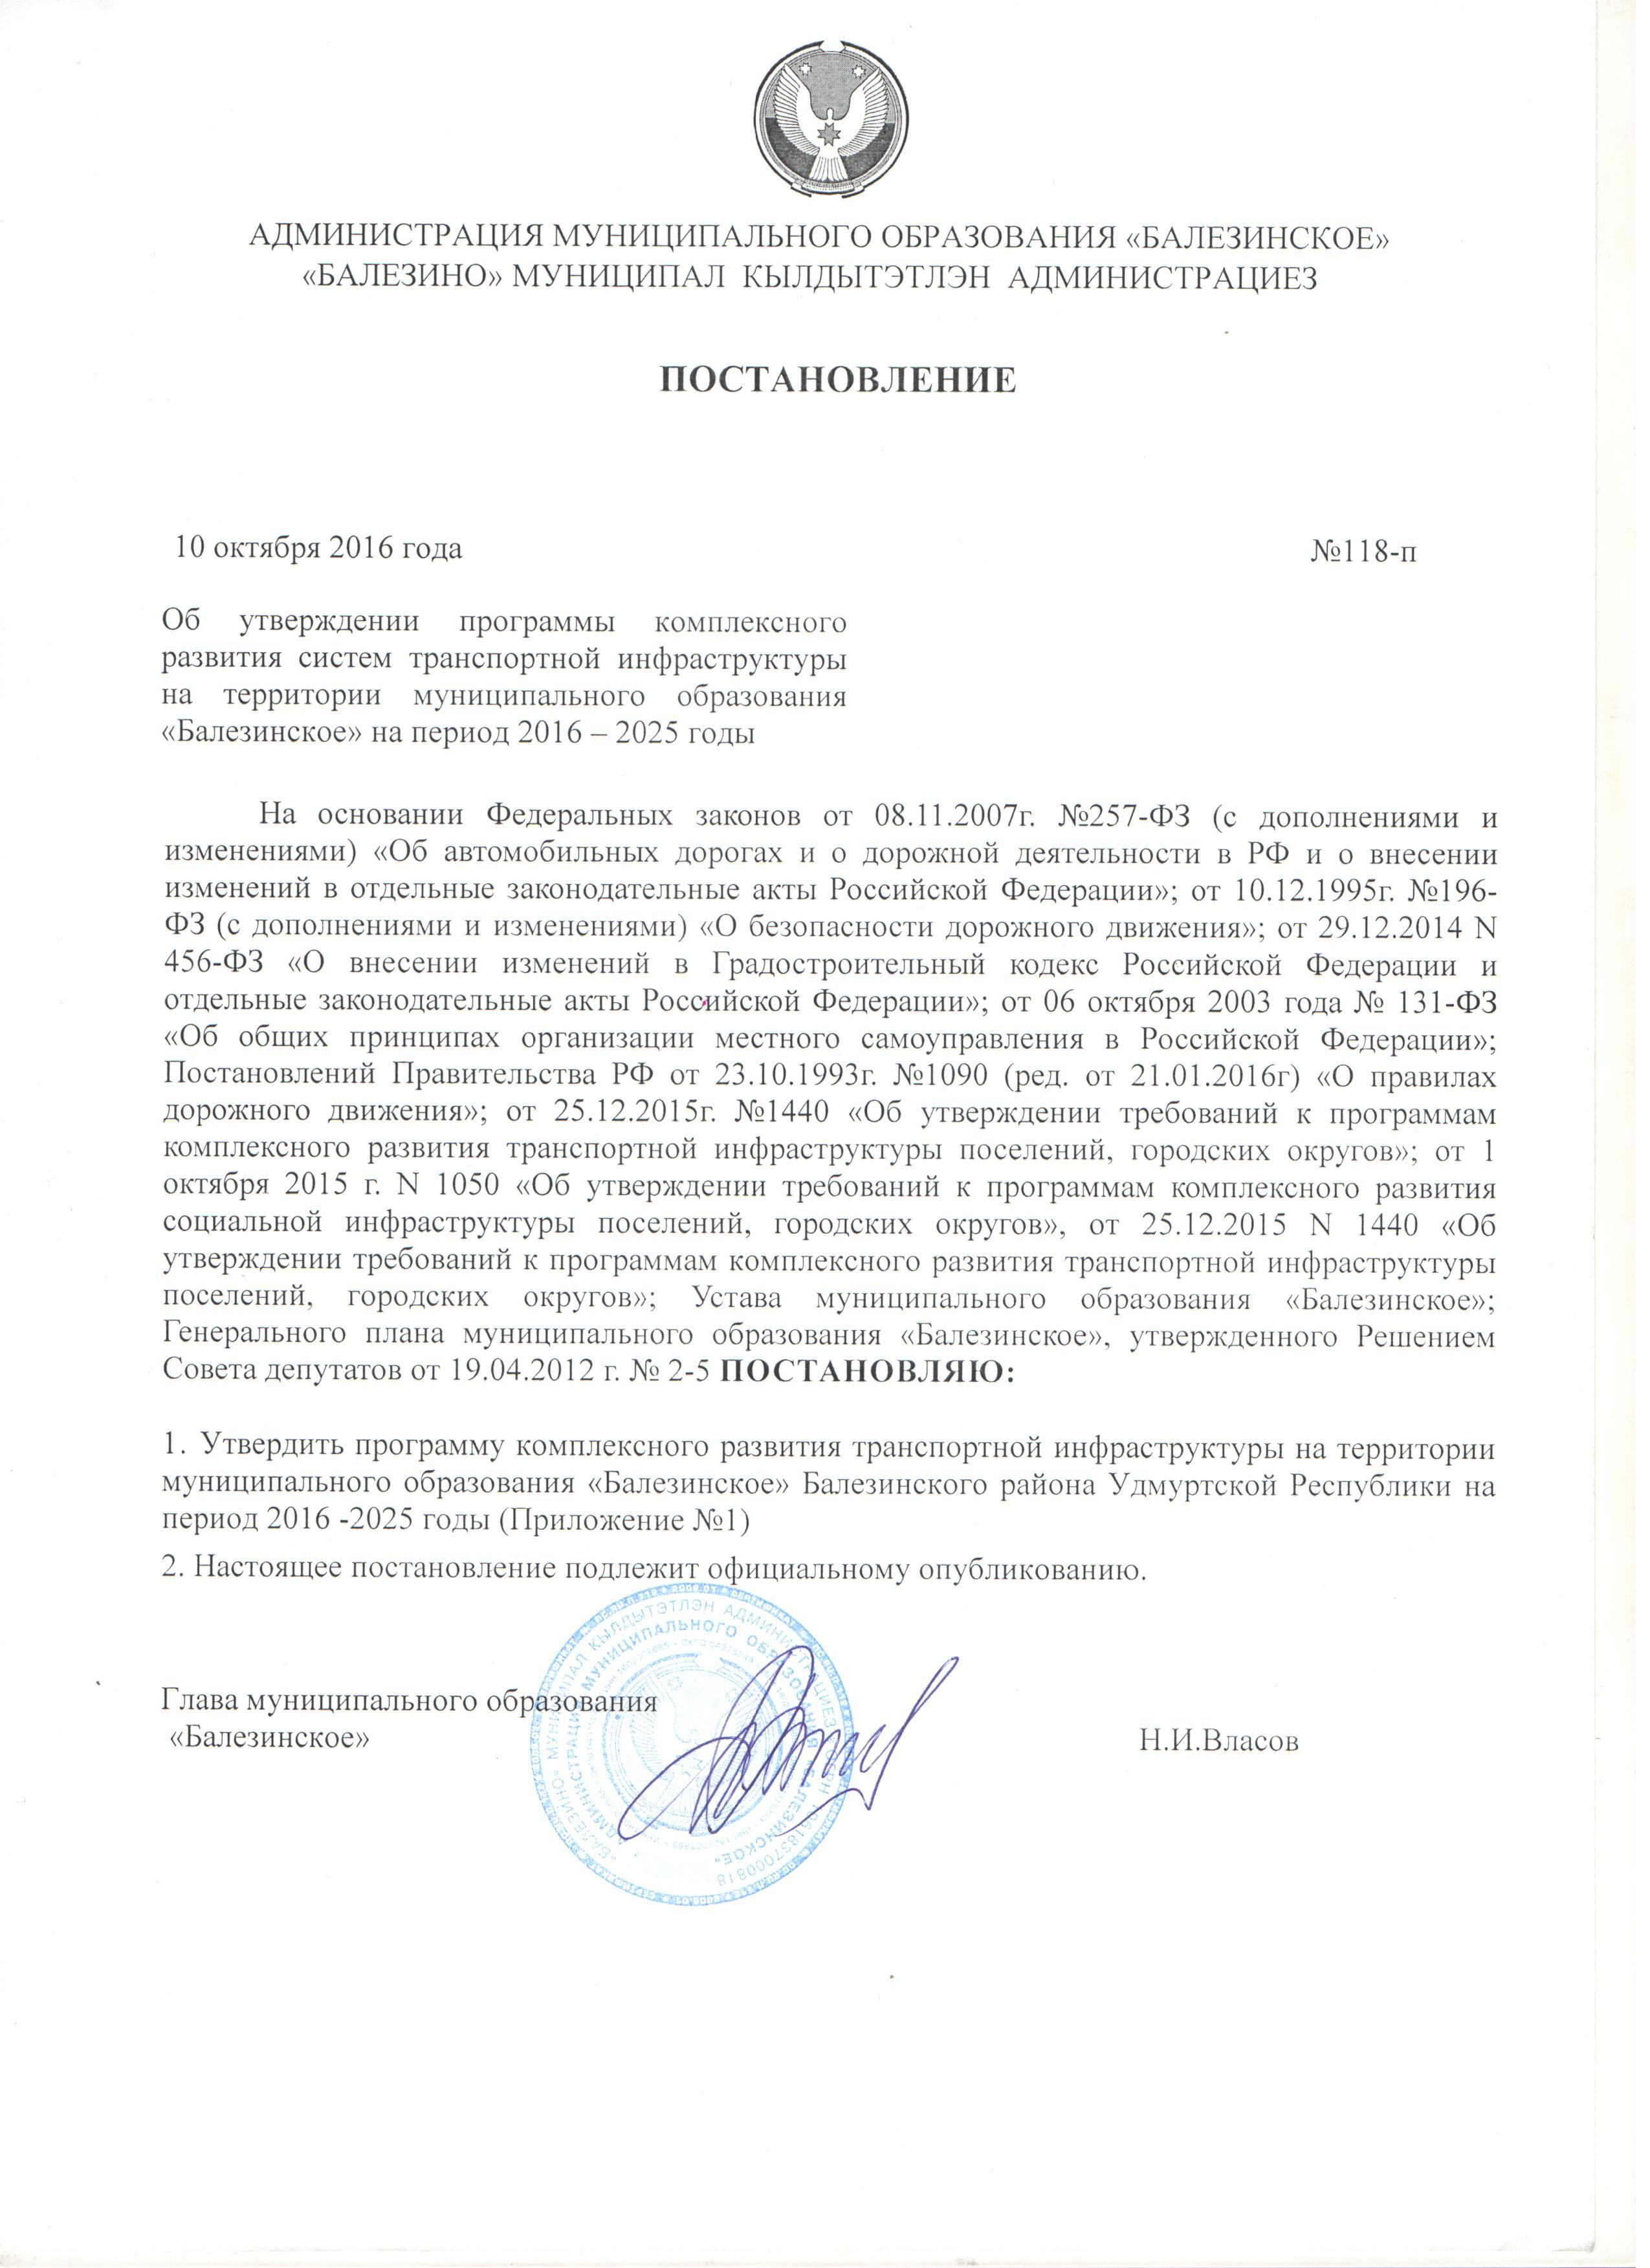 АДМИНИСТРАЦИЯ МУНИЦИПАЛЬНОГО ОБРАЗОВАНИЯ «БАЛЕЗИНСКОЕ»
«БАЛЕЗИНО» МУНИЦИПАЛ КЫЛДЫТЭТЛЭН АДМИНИСТРАЦИЕЗ
ПОСТАНОВЛЕНИЕ
10 октября 2016 года №118-п
Об утверждении программы комплексного
развития систем транспортной инфраструктуры
на территории муниципального образования
«Балезинское» на период 2016 – 2025 годы
На основании Федеральных законов от 08.11.2007г. №257-ФЗ (с дополнениями и
изменениями) «Об автомобильных дорогах и о дорожной деятельности в РФ и о внесении
изменений в отдельные законодательные акты Российской Федерации»; от 10.12.1995г. №196-
ФЗ (с дополнениями и изменениями) «О безопасности дорожного движения»; от 29.12.2014 N
456-ФЗ «О внесении изменений в Градостроительный кодекс Российской Федерации и
отдельные законодательные акты Российской Федерации»; от 06 октября 2003 года № 131-ФЗ
«Об общих принципах организации местного самоуправления в Российской Федерации»;
Постановлений Правительства РФ от 23.10.1993г. №1090 (ред. от 21.01.2016г) «О правилах
дорожного движения»; от 25.12.2015г. №1440 «Об утверждении требований к программам
комплексного развития транспортной инфраструктуры поселений, городских округов»; от 1
октября 2015 г. N 1050 «Об утверждении требований к программам комплексного развития
социальной инфраструктуры поселений, городских округов», от 25.12.2015 N 1440 «Об
утверждении требований к программам комплексного развития транспортной инфраструктуры
поселений, городских округов»; Устава муниципального образования «Балезинское»;
Генерального плана муниципального образования «Балезинское», утвержденного Решением
Совета депутатов от 19.04.2012 г. № 2-5 ПОСТАНОВЛЯЮ:
1. Утвердить программу комплексного развития транспортной инфраструктуры на территории
муниципального образования «Балезинское» Балезинского района Удмуртской Республики на
период 2016 -2025 годы (Приложение №1)
2. Настоящее постановление подлежит официальному опубликованию.
Глава муниципального образования
«Балезинское» Н.И.Власов
«БАЛЕЗИНО» МУНИЦИПАЛ КЫЛДЫТЭТЛЭН АДМИНИСТРАЦИЕЗ
АДМИНИСТРАЦИЯ МУНИЦИПАЛЬНОГО ОБРАЗОВАНИЯ «БАЛЕЗИНСКОЕ»